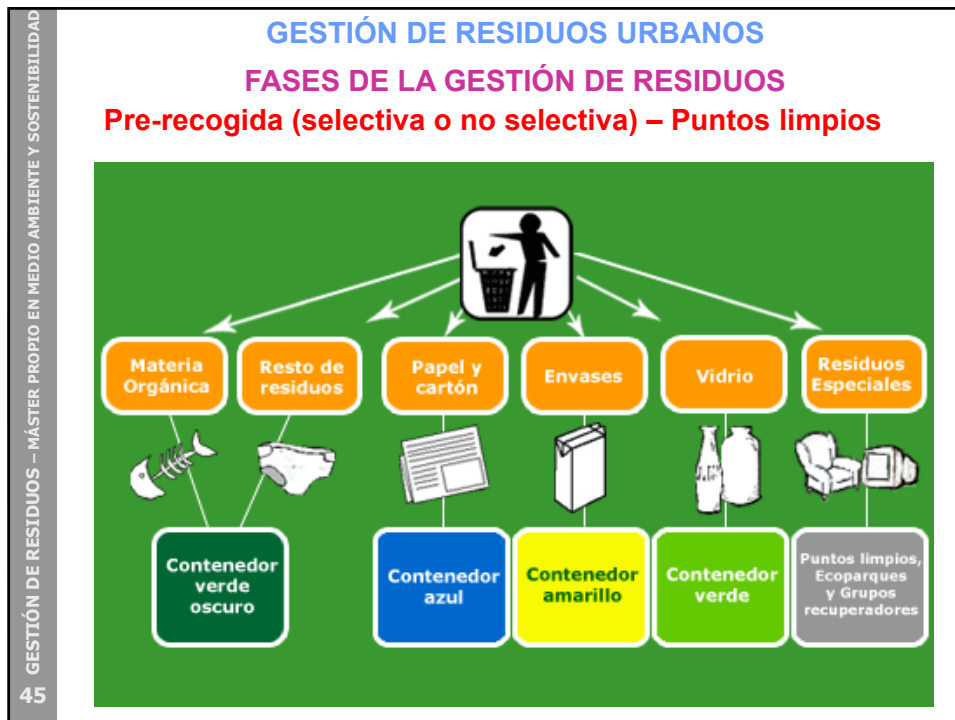 GESTIÓN DE RESIDUOS URBANOS
FASES DE LA GESTIÓN DE RESIDUOS
Pre-recogida (selectiva o no selectiva) – Puntos limpios
Materia
Orgánica
Resto de
residuos
Papel y
cartón
Envases
Vidrio
Residuos
Especiales
Contenedor
verde
oscuro
Contenedor
azul
Contenedor
amarillo
Contenedor
verde
Puntos limpios,
Ecoparques
y Grupos
recuperadores
GESTIÓN DE RESIDUOS – MÁSTER PROPIO EN MEDIO AMBIENTE Y SOSTENIBILIDAD
45